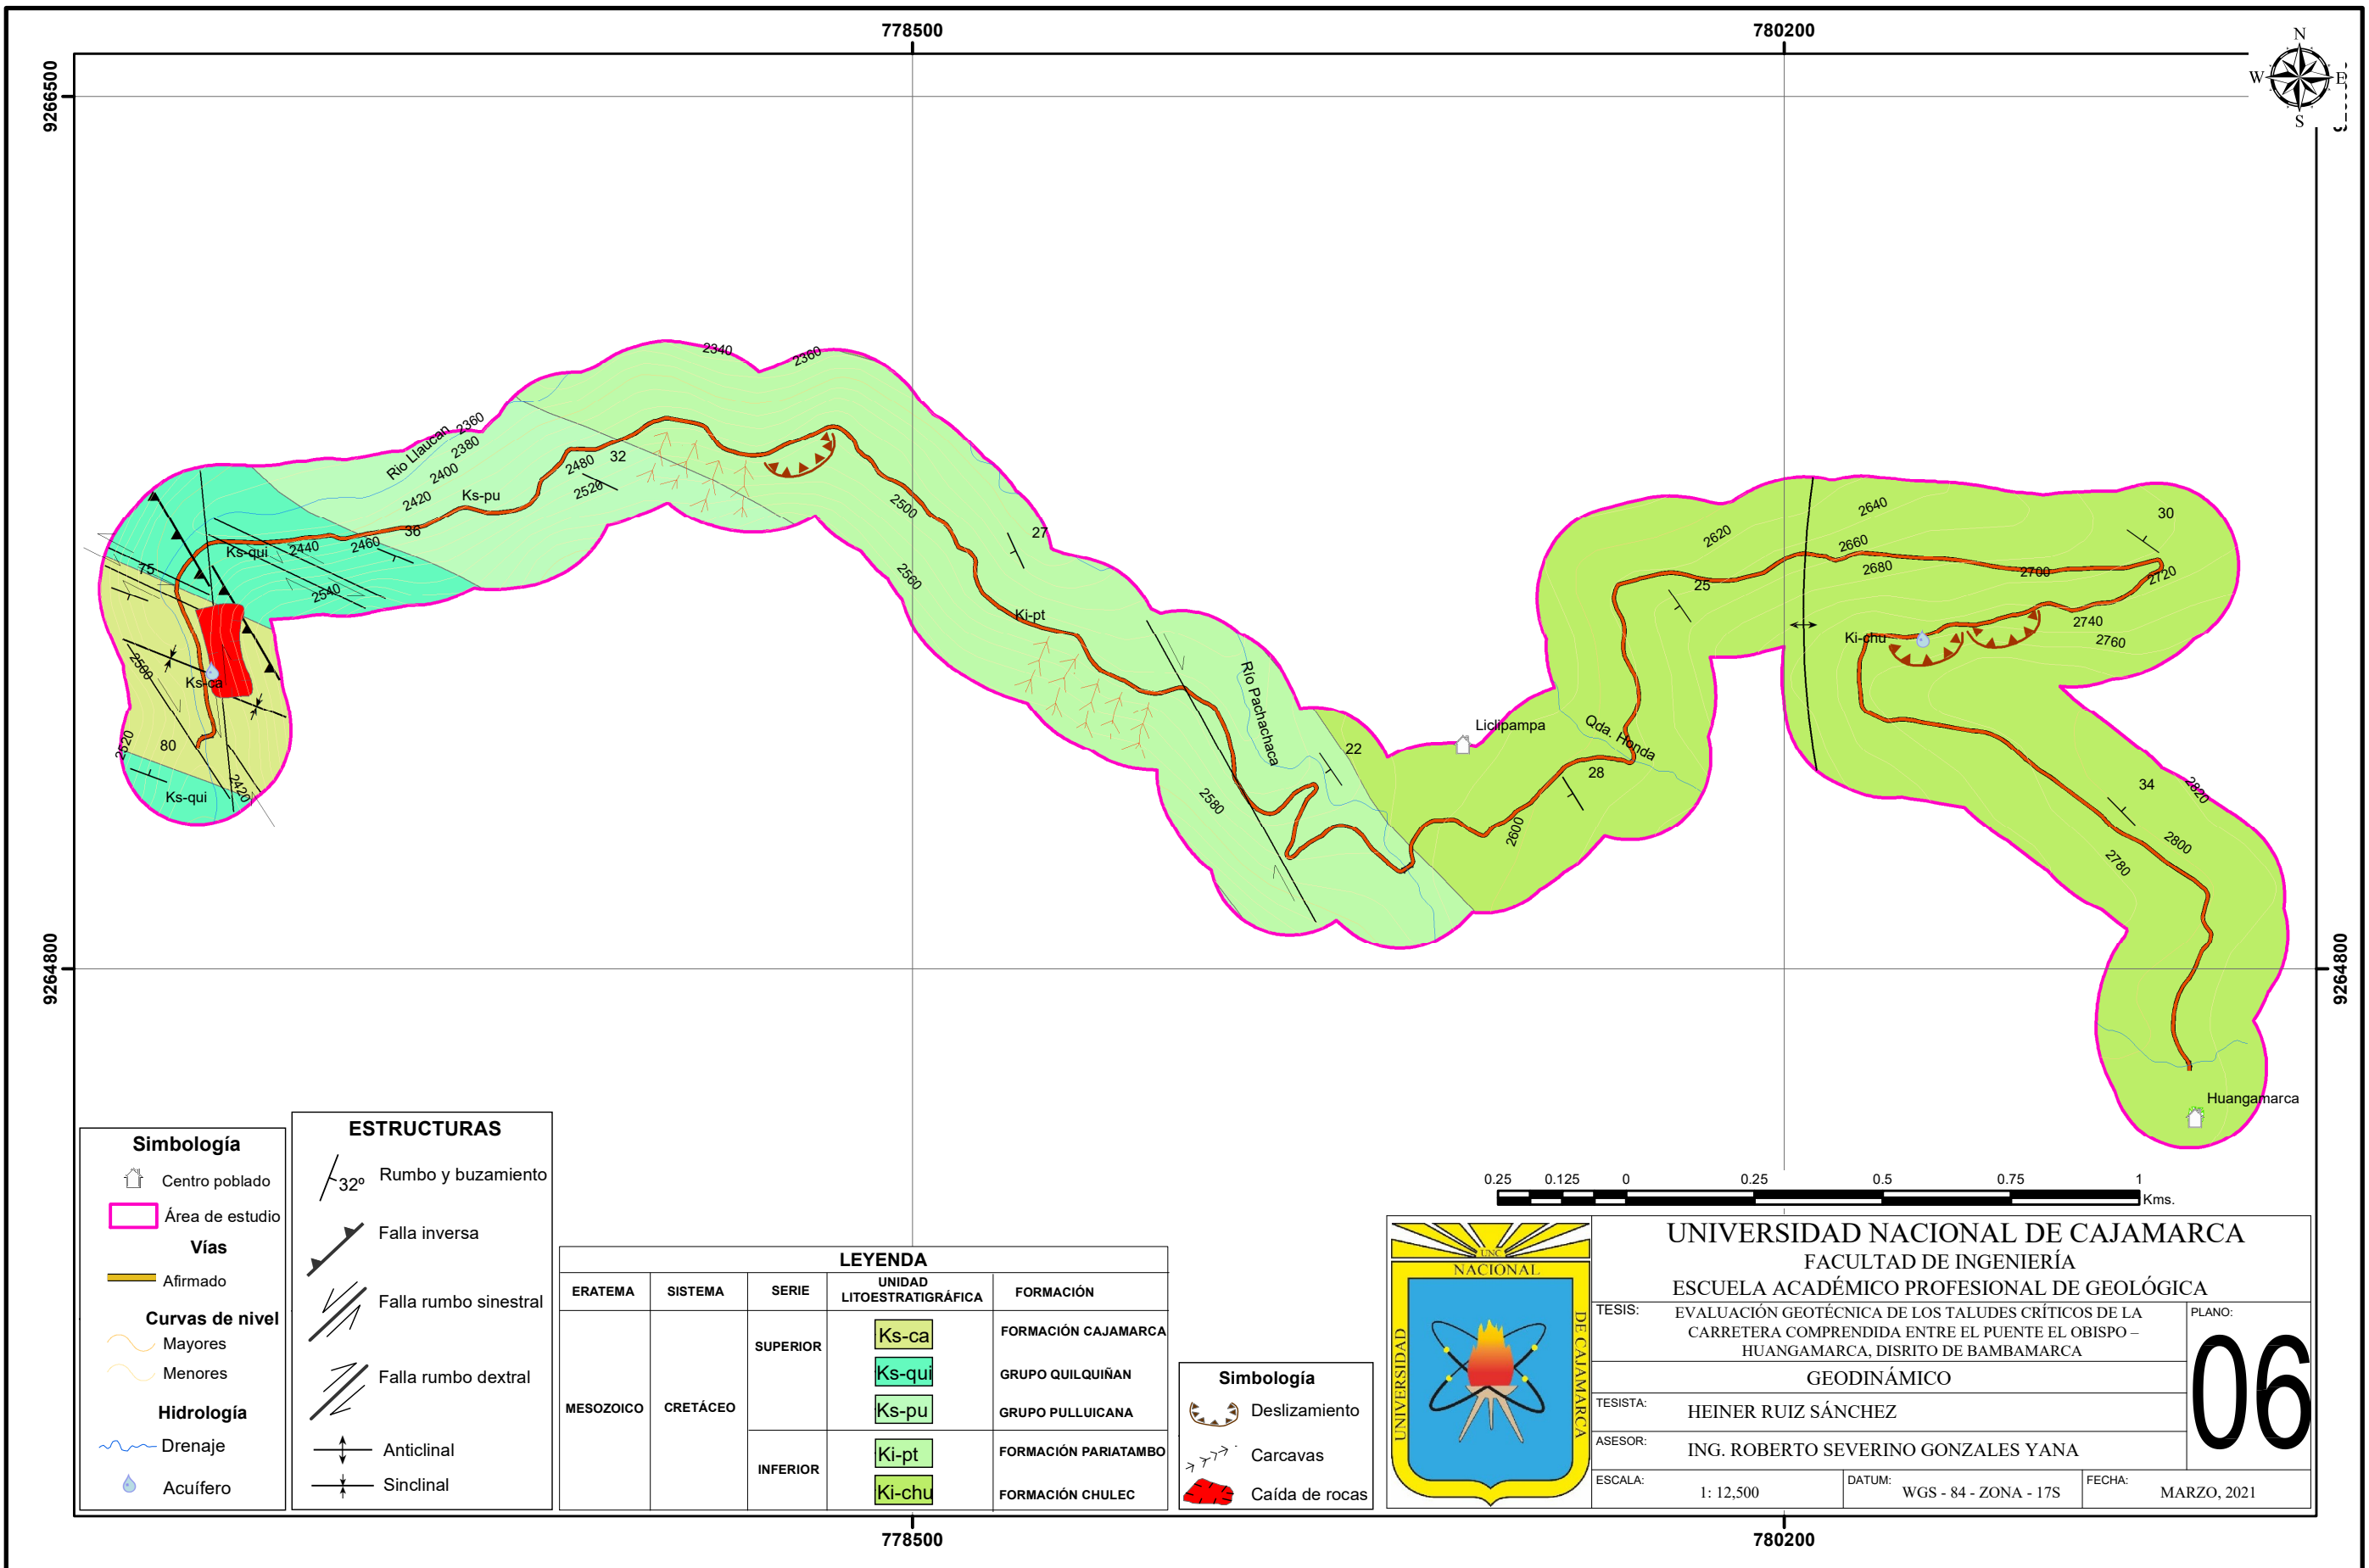 778500
780200
9266500
N
W
E
S
2340
2360
Rio Llaucan
2360
2380
2400
2420
Ks-pu
2480
32
2520
36
Ks-qui
2440
2460
2540
75
2500
Ks-ca
2520
80
2420
Ks-qui
2500
2560
27
Ki-pt
Río Pachachaca
2580
22
Liclipampa
Qda. Honda
28
2600
25
2620
2640
2660
2680
2700
2720
30
2740
2760
Ki-chu
34
2820
2800
2780
Huangamarca
9264800
9264800
Simbología
Centro poblado
Área de estudio
Vías
Afirmado
Curvas de nivel
Mayores
Menores
Hidrología
Drenaje
Acuífero
ESTRUCTURAS
32º
Rumbo y buzamiento
Falla inversa
Falla rumbo sinestral
Falla rumbo dextral
Anticlinal
Sinclinal
LEYENDA
ERATEMA SISTEMA SERIE UNIDAD LITOESTRATIGRÁFICA FORMACIÓN
MESOZOICO CRETÁCEO
SUPERIOR
Ks-ca FORMACIÓN CAJAMARCA
Ks-qui GRUPO QUILQUIÑAN
Ks-pu GRUPO PULLUICANA
INFERIOR
Ki-pt FORMACIÓN PARIATAMBO
Ki-chu FORMACIÓN CHULEC
Simbología
Deslizamiento
Carcavas
Caída de rocas
0.25 0.125 0 0.25 0.5 0.75 1
Kms.
UNC
NACIONAL
UNIVERSIDAD
DE CAJAMARCA
UNIVERSIDAD NACIONAL DE CAJAMARCA
FACULTAD DE INGENIERÍA
ESCUELA ACADÉMICO PROFESIONAL DE GEOLÓGICA
TESIS: EVALUACIÓN GEOTÉCNICA DE LOS TALUDES CRÍTICOS DE LA
CARRETERA COMPRENDIDA ENTRE EL PUENTE EL OBISPO –
HUANGAMARCA, DISRITO DE BAMBAMARCA
PLANO:
06
GEODINÁMICO
TESISTA: HEINER RUIZ SÁNCHEZ
ASESOR: ING. ROBERTO SEVERINO GONZALES YANA
ESCALA: 1: 12,500
DATUM: WGS - 84 - ZONA - 17S
FECHA: MARZO, 2021
778500
780200